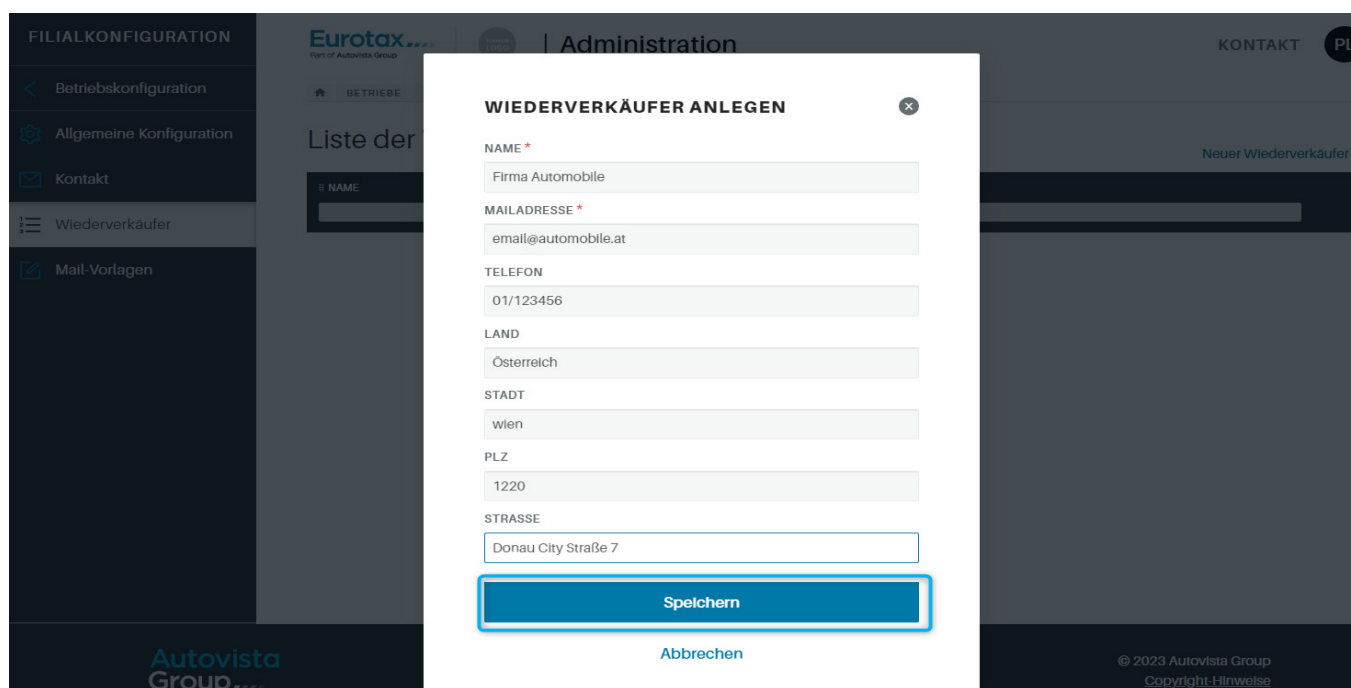 FILIALKONFIGURATION
Betriebskonfiguration
Allgemeine Konfiguration
Kontakt
Wiederverkäufer
Mail-Vorlagen
Eurotax
Part of Autovista Group
| Administration
KONTAKT
PL
BETRIEBE
Liste der
Neuer Wiederverkäufer
NAME
WIEDERVERKÄUFER ANLEGEN
NAME *
Firma Automobile
MAILADRESSE *
email@automobile.at
TELEFON
01/123456
LAND
Österreich
STADT
wien
PLZ
1220
STRASSE
Donau City Straße 7
Speichern
Abbrechen
Autovista
Group
© 2023 Autovista Group
Copyright-Hinweise